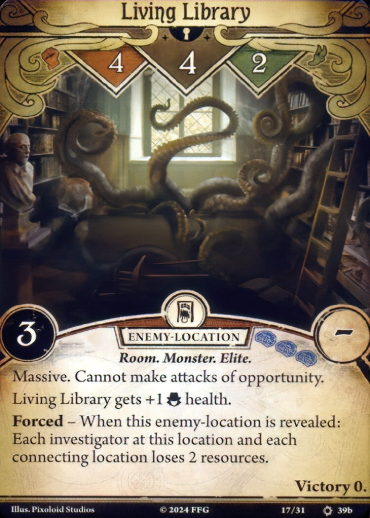 Living Library
4 4 2
3 ENEMY-LOCATION -
Room. Monster. Elite.
Massive. Cannot make attacks of opportunity.
Living Library gets +1 health.
Forced – When this enemy-location is revealed:
Each investigator at this location and each
connecting location loses 2 resources.
Victory 0.
Illus. Pixoloid Studios © 2024 FFG 17/31 39b